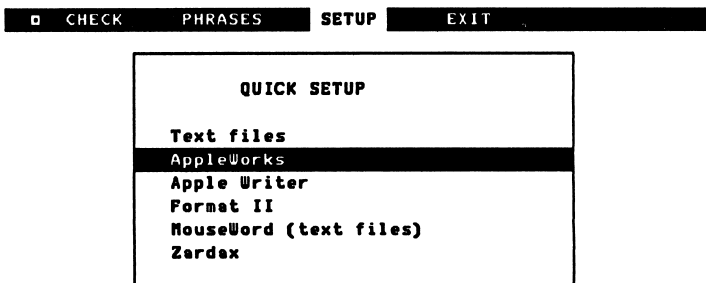 CHECK PHRASES SETUP EXIT
QUICK SETUP
Text files
AppleWorks
Apple Writer
Format II
MouseWord (text files)
Zardax